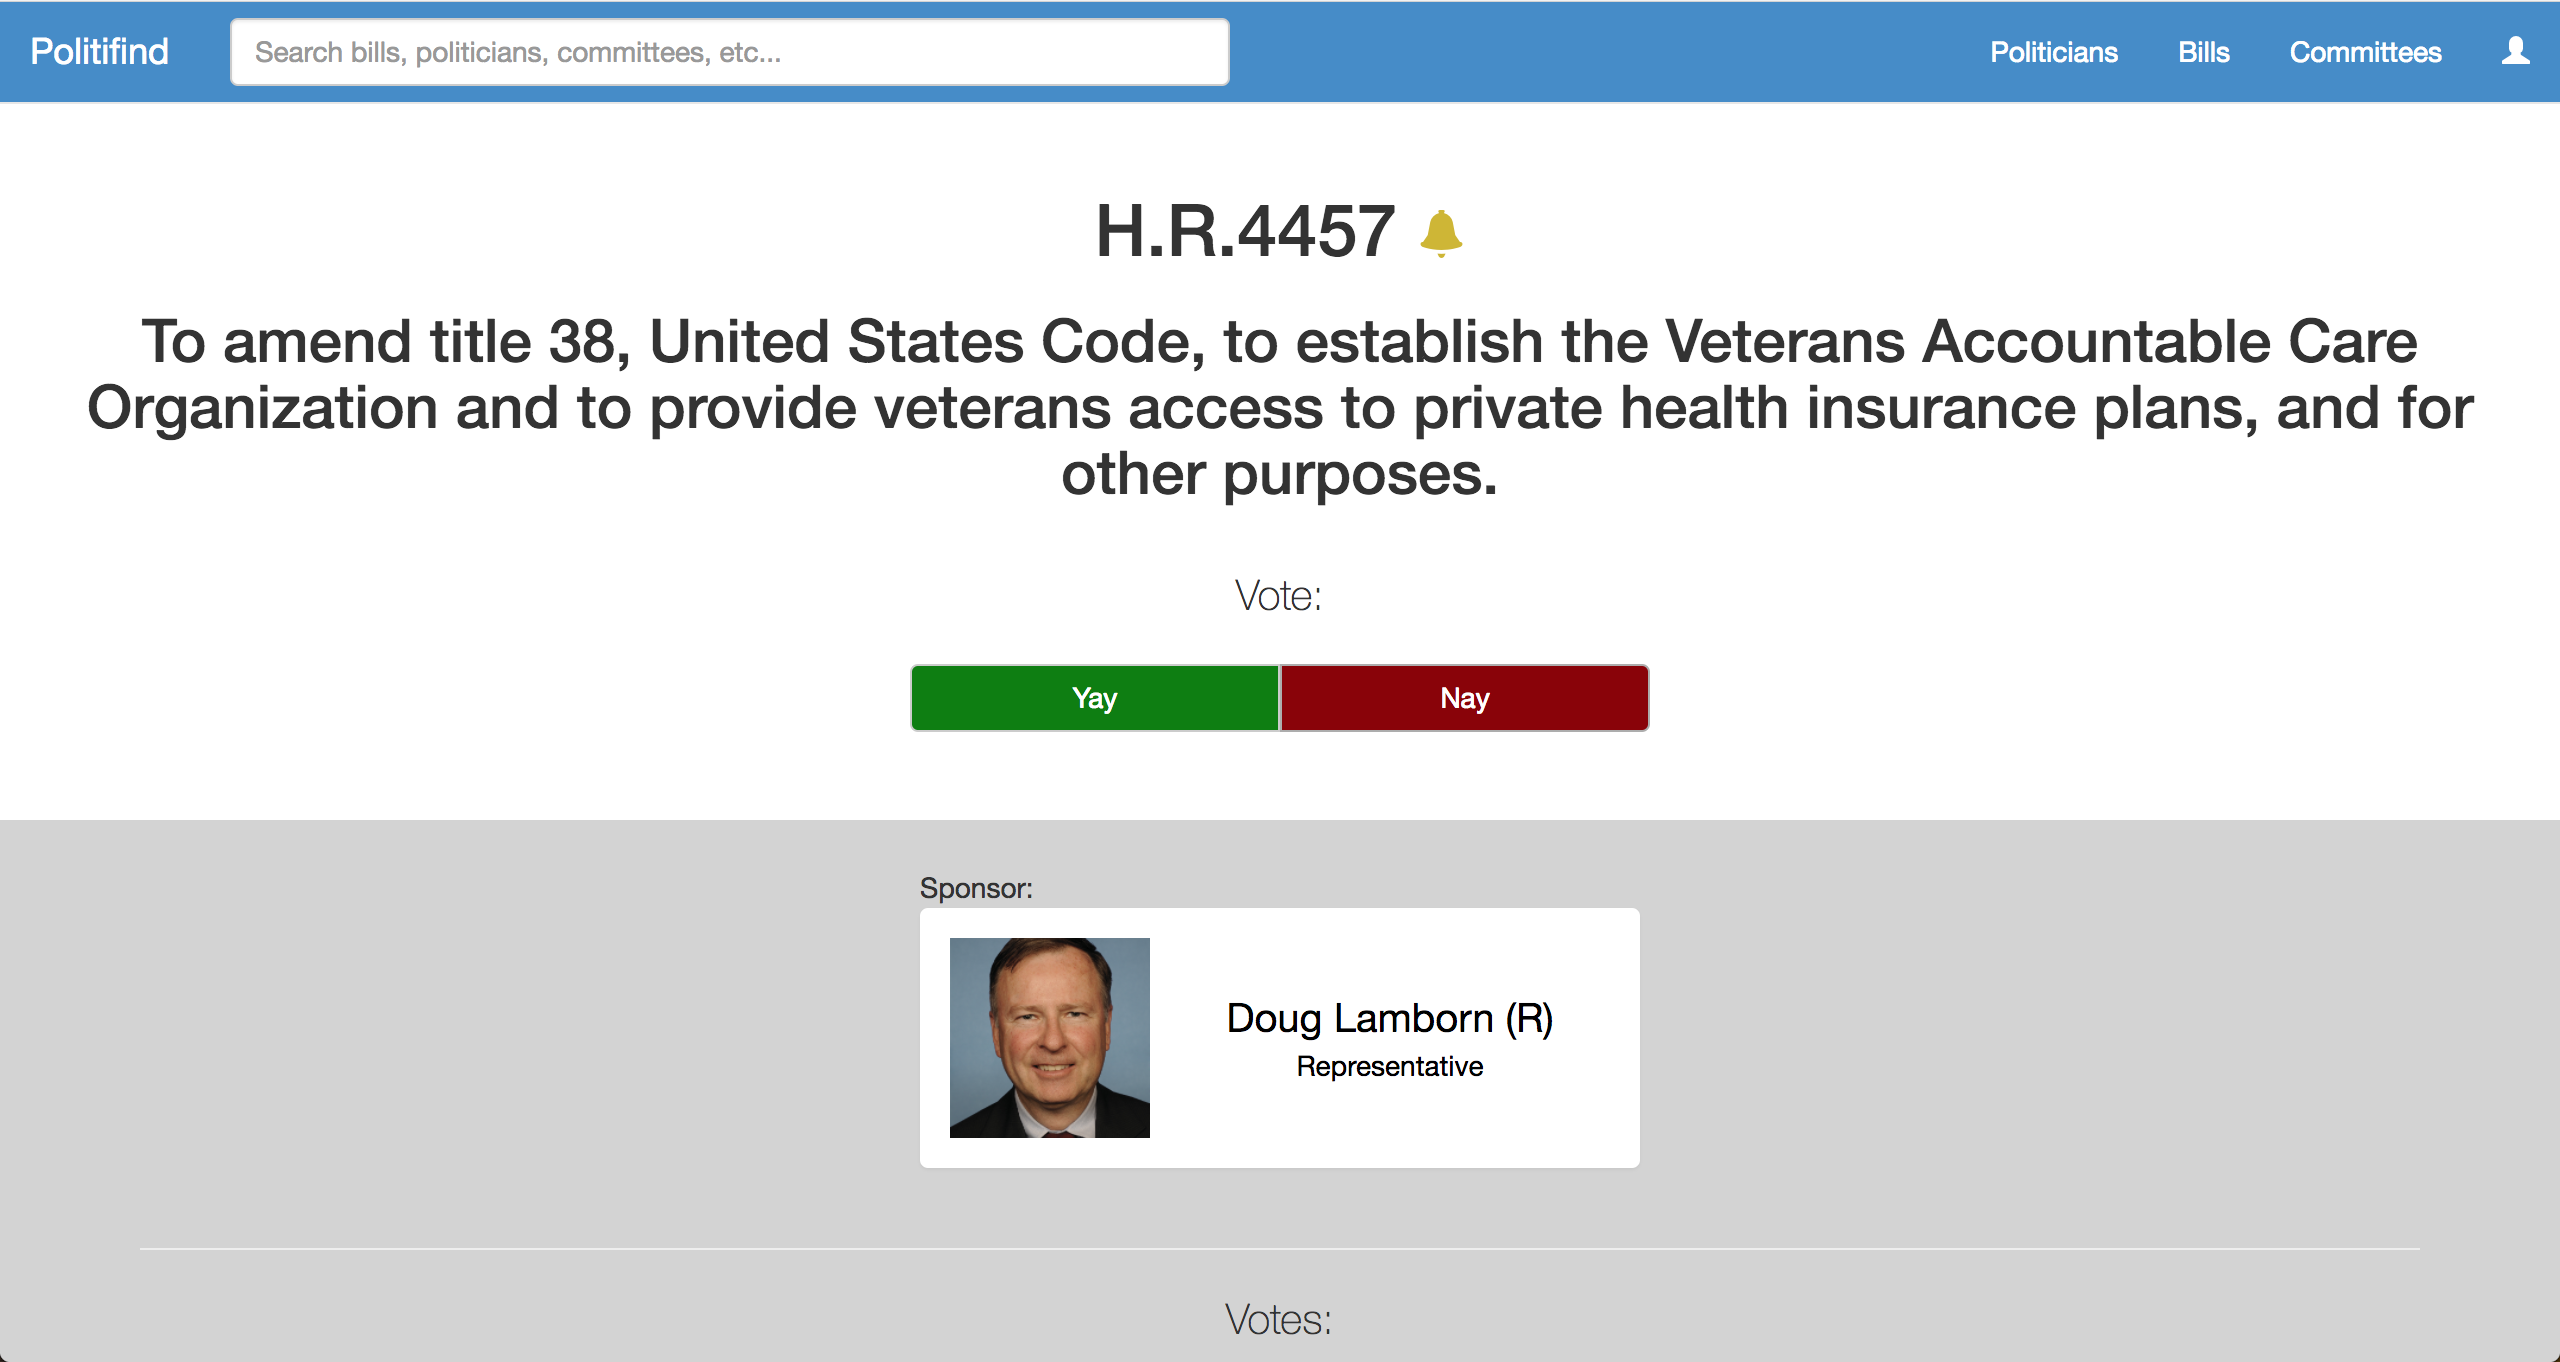 Politifind
Search bills, politicians, committees, etc...
Politicians
Bills
Committees
H.R.4457
To amend title 38, United States Code, to establish the Veterans Accountable Care
Organization and to provide veterans access to private health insurance plans, and for
other purposes.
Vote:
Yay
Nay
Sponsor:
Doug Lamborn (R)
Representative
Votes: